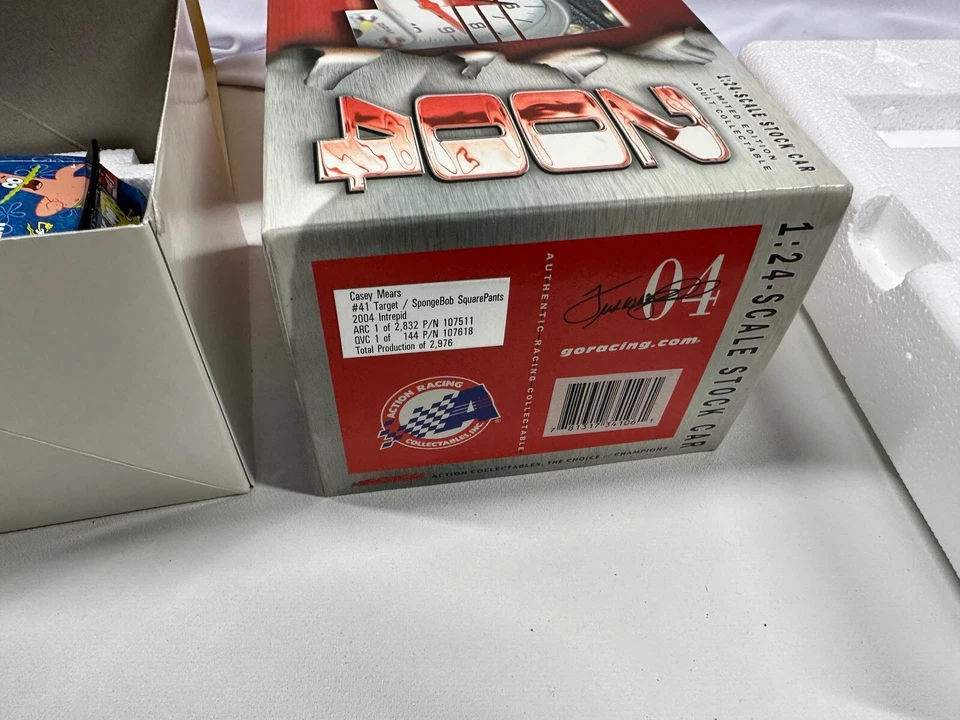 2004
1:24-SCALE STOCK CAR
LIMITED EDITION
ADULT COLLECTABLE
Casey Mears
#41 Target / SpongeBob SquarePants
2004 Intrepid
ARC 1 of 2,832 P/N 107511
QVC 1 of 144 P/N 107618
Total Production of 2,976
AUTHENTIC RACING COLLECTABLE
04
goracing.com.
ACTION RACING
COLLECTABLES, INC.
ACTION
ACTION COLLECTABLES, THE CHOICE OF CHAMPIONS
1:24-SCALE STOCK CAR